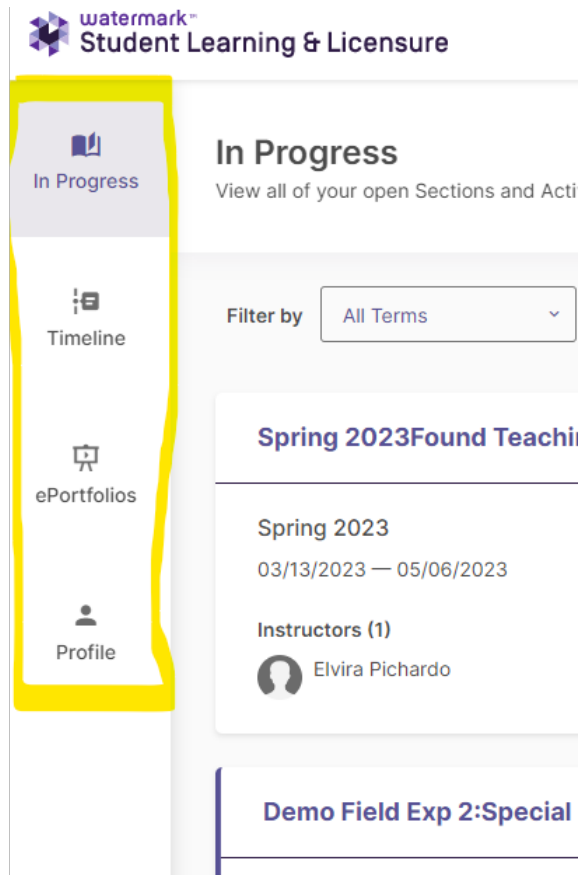 watermark™
Student Learning & Licensure
In Progress
Timeline
ePortfolios
Profile
In Progress
View all of your open Sections and Acti
Filter by All Terms
Spring 2023Found Teachi
Spring 2023
03/13/2023 — 05/06/2023
Instructors (1)
Elvira Pichardo
Demo Field Exp 2:Special